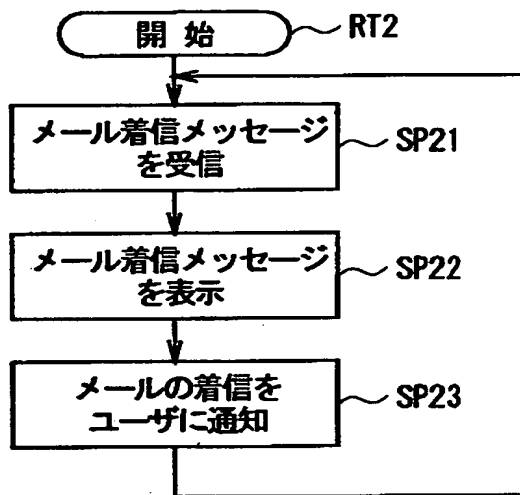 開始 RT2
メール着信メッセージ
を受信
SP21
メール着信メッセージ
を表示
SP22
メールの着信を
ユーザに通知
SP23